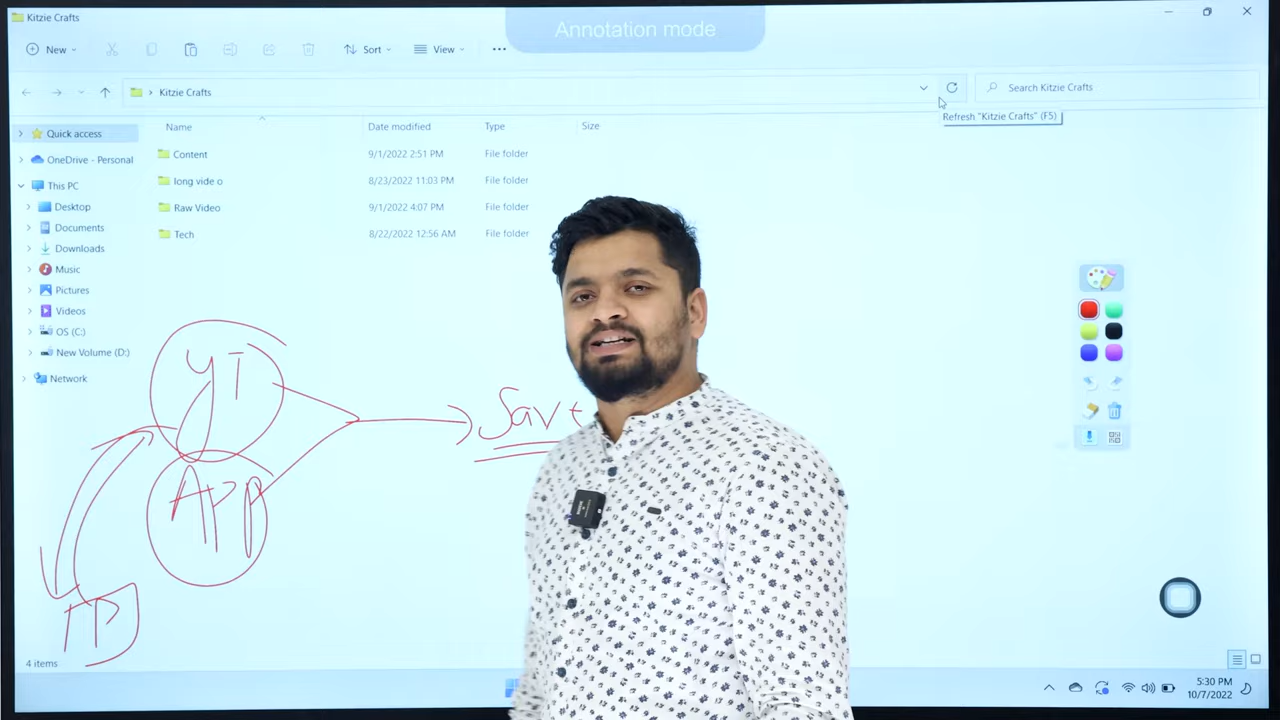 Kitzie Crafts
Annotation mode
New
Sort
View
Kitzie Crafts
Search Kitzie Crafts
Refresh "Kitzie Crafts" (F5)
Name Date modified Type Size
Quick access
OneDrive - Personal
This PC
Desktop
Documents
Downloads
Music
Pictures
Videos
OS (C:)
New Volume (D:)
Network
Content 9/1/2022 2:51 PM File folder
long vide o 8/23/2022 11:03 PM File folder
Raw Video 9/1/2022 4:07 PM File folder
Tech 8/22/2022 12:56 AM File folder
YT
App
Save
4 items
5:30 PM
10/7/2022